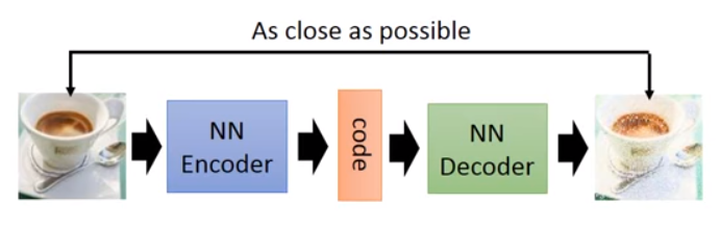 As close as possible
NN
Encoder
code
NN
Decoder